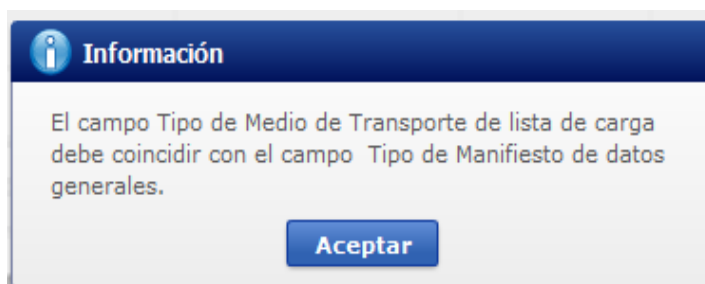 Información
El campo Tipo de Medio de Transporte de lista de carga
debe coincidir con el campo  Tipo de Manifiesto de datos
generales.
Aceptar